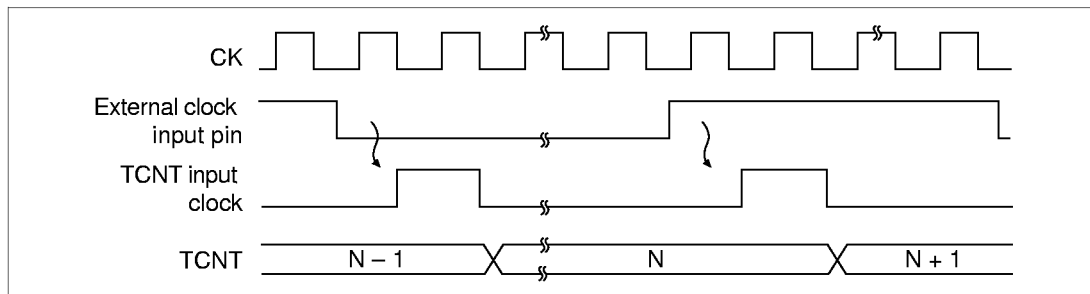 CK
External clock
input pin
TCNT input
clock
TCNT
N – 1
N
N + 1